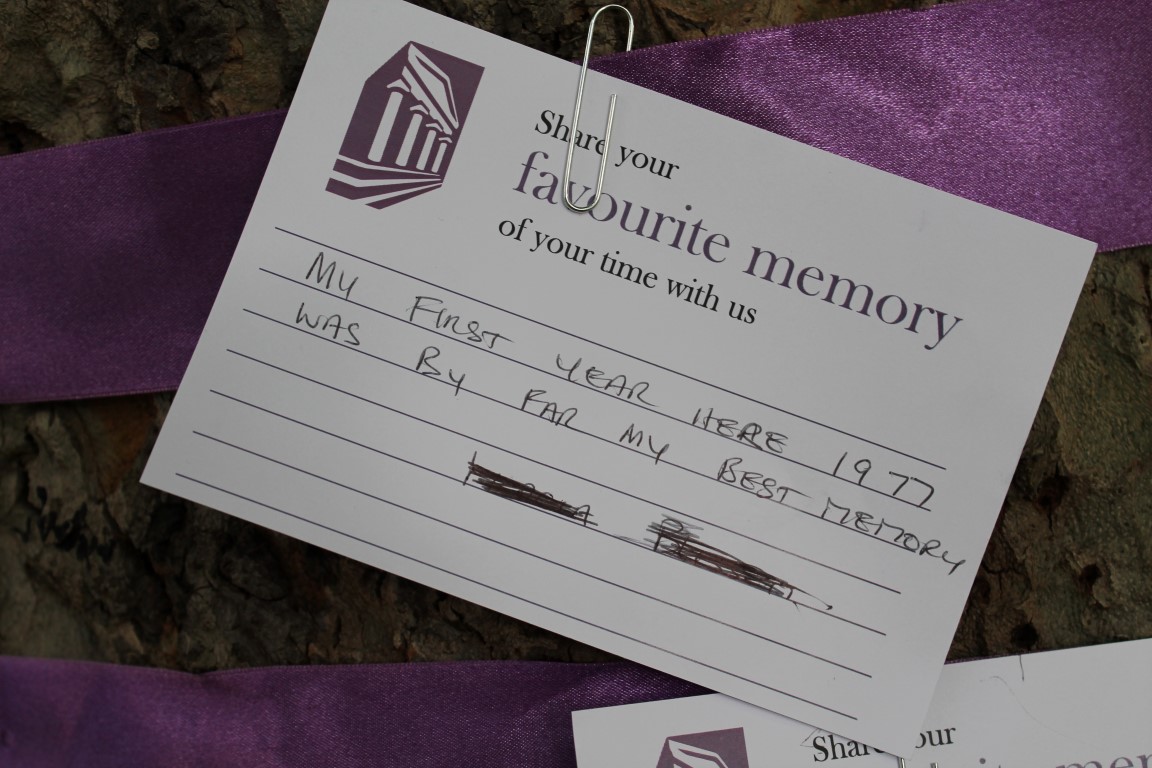 Share your
favourite memory
of your time with us
MY FIRST YEAR HERE 1977
WAS BY FAR MY BEST MEMORY
Share your